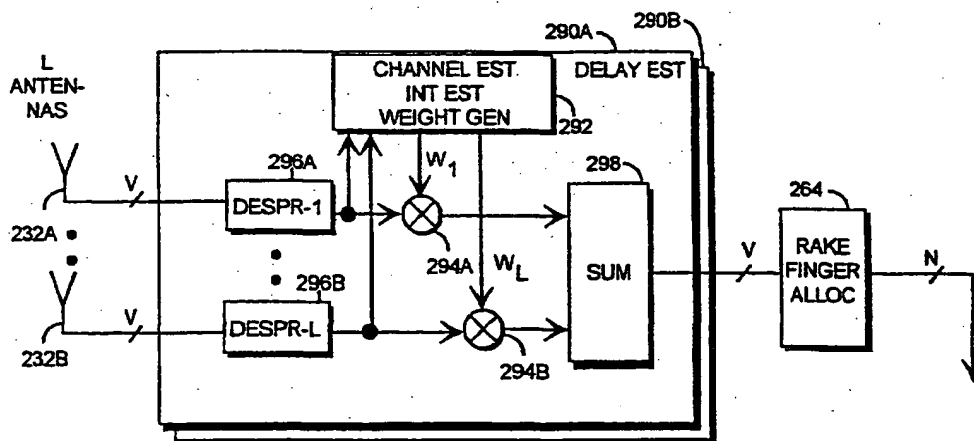 290B
290A
L
ANTEN-
NAS
CHANNEL EST
INT EST
WEIGHT GEN
DELAY EST
292
296A
W1
298
264
V
DESPR-1
232A
294A
SUM
V
RAKE
FINGER
ALLOC
N
WL
296B
V
DESPR-L
232B
294B